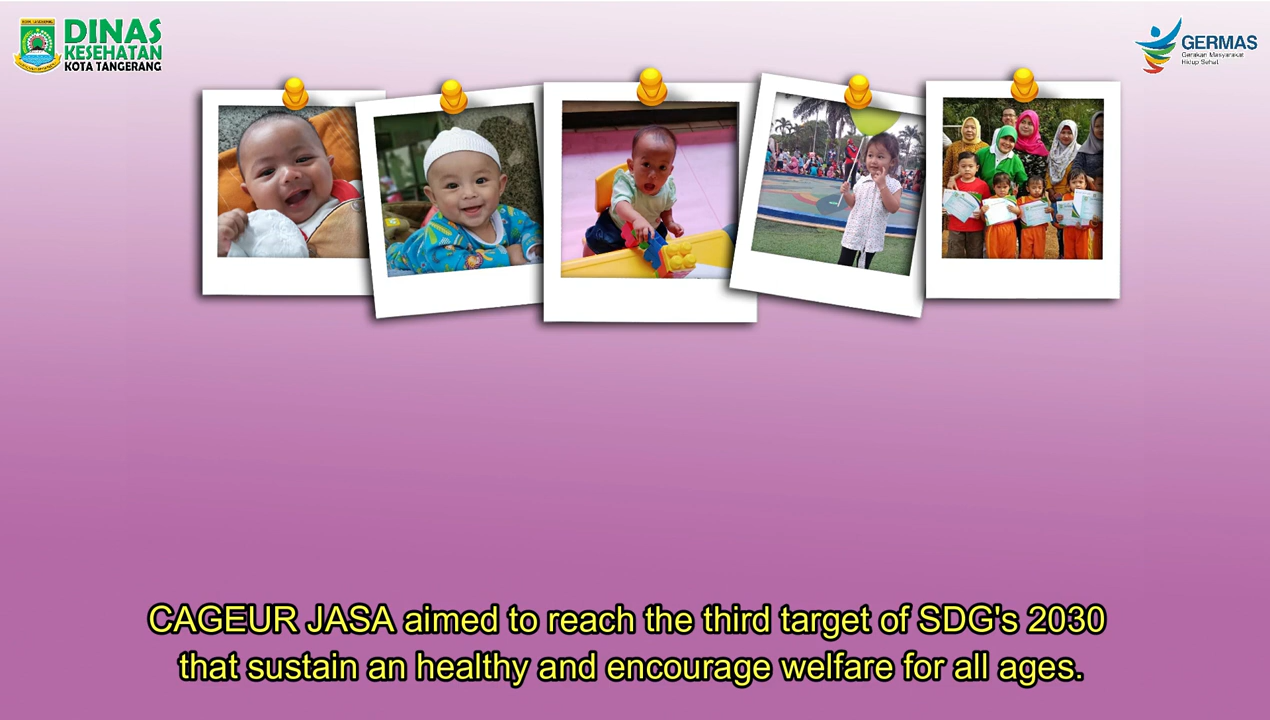 DINAS
KESEHATAN
KOTA TANGERANG
GERMAS
Gerakan Masyarakat
Hidup Sehat
CAGEUR JASA aimed to reach the third target of SDG's 2030
that sustain an healthy and encourage welfare for all ages.